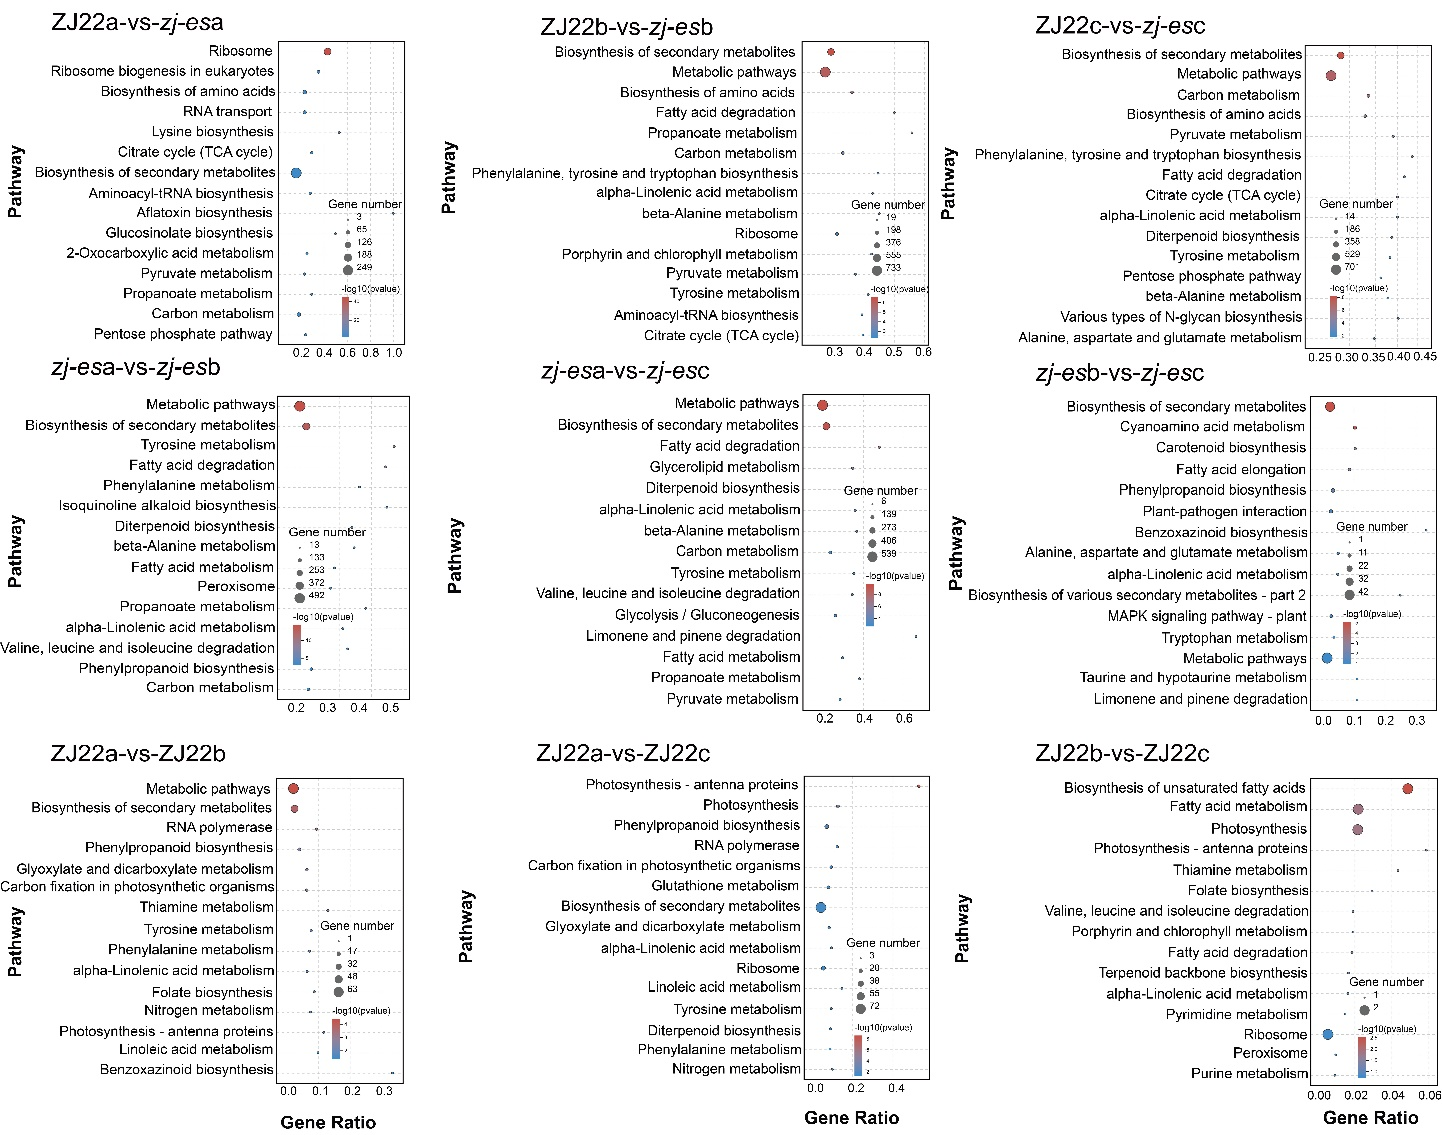 ZJ22a-vs-zj-esa
Pathway
Ribosome
Ribosome biogenesis in eukaryotes
Biosynthesis of amino acids
RNA transport
Lysine biosynthesis
Citrate cycle (TCA cycle)
Biosynthesis of secondary metabolites
Aminoacyl-tRNA biosynthesis
Aflatoxin biosynthesis
Glucosinolate biosynthesis
2-Oxocarboxylic acid metabolism
Pyruvate metabolism
Propanoate metabolism
Carbon metabolism
Pentose phosphate pathway
Gene number
3
65
126
188
249
-log10(pvalue)
0.2 0.4 0.6 0.8 1.0
ZJ22b-vs-zj-esb
Pathway
Biosynthesis of secondary metabolites
Metabolic pathways
Biosynthesis of amino acids
Fatty acid degradation
Propanoate metabolism
Carbon metabolism
Phenylalanine, tyrosine and tryptophan biosynthesis
alpha-Linolenic acid metabolism
beta-Alanine metabolism
Ribosome
Porphyrin and chlorophyll metabolism
Pyruvate metabolism
Tyrosine metabolism
Aminoacyl-tRNA biosynthesis
Citrate cycle (TCA cycle)
Gene number
19
198
376
555
733
-log10(pvalue)
0.3 0.4 0.5 0.6
ZJ22c-vs-zj-esc
Pathway
Biosynthesis of secondary metabolites
Metabolic pathways
Carbon metabolism
Biosynthesis of amino acids
Pyruvate metabolism
Phenylalanine, tyrosine and tryptophan biosynthesis
Fatty acid degradation
Citrate cycle (TCA cycle)
alpha-Linolenic acid metabolism
Diterpenoid biosynthesis
Tyrosine metabolism
Pentose phosphate pathway
beta-Alanine metabolism
Various types of N-glycan biosynthesis
Alanine, aspartate and glutamate metabolism
Gene number
14
186
358
529
701
-log10(pvalue)
0.25 0.30 0.35 0.40 0.45
zj-esa-vs-zj-esb
Pathway
Metabolic pathways
Biosynthesis of secondary metabolites
Tyrosine metabolism
Fatty acid degradation
Phenylalanine metabolism
Isoquinoline alkaloid biosynthesis
Diterpenoid biosynthesis
beta-Alanine metabolism
Fatty acid metabolism
Peroxisome
Propanoate metabolism
alpha-Linolenic acid metabolism
Valine, leucine and isoleucine degradation
Phenylpropanoid biosynthesis
Carbon metabolism
Gene number
13
133
253
372
492
-log10(pvalue)
0.2 0.3 0.4 0.5
zj-esa-vs-zj-esc
Pathway
Metabolic pathways
Biosynthesis of secondary metabolites
Fatty acid degradation
Glycerolipid metabolism
Diterpenoid biosynthesis
alpha-Linolenic acid metabolism
beta-Alanine metabolism
Carbon metabolism
Tyrosine metabolism
Valine, leucine and isoleucine degradation
Glycolysis / Gluconeogenesis
Limonene and pinene degradation
Fatty acid metabolism
Propanoate metabolism
Pyruvate metabolism
Gene number
6
139
273
406
539
-log10(pvalue)
0.2 0.4 0.6
zj-esb-vs-zj-esc
Pathway
Biosynthesis of secondary metabolites
Cyanoamino acid metabolism
Carotenoid biosynthesis
Fatty acid elongation
Phenylpropanoid biosynthesis
Plant-pathogen interaction
Benzoxazinoid biosynthesis
Alanine, aspartate and glutamate metabolism
alpha-Linolenic acid metabolism
Biosynthesis of various secondary metabolites - part 2
MAPK signaling pathway - plant
Tryptophan metabolism
Metabolic pathways
Taurine and hypotaurine metabolism
Limonene and pinene degradation
Gene number
1
11
22
32
42
-log10(pvalue)
0.0 0.1 0.2 0.3
ZJ22a-vs-ZJ22b
Pathway
Metabolic pathways
Biosynthesis of secondary metabolites
RNA polymerase
Phenylpropanoid biosynthesis
Glyoxylate and dicarboxylate metabolism
Carbon fixation in photosynthetic organisms
Thiamine metabolism
Tyrosine metabolism
Phenylalanine metabolism
alpha-Linolenic acid metabolism
Folate biosynthesis
Nitrogen metabolism
Photosynthesis - antenna proteins
Linoleic acid metabolism
Benzoxazinoid biosynthesis
Gene number
1
17
32
48
63
-log10(pvalue)
0.0 0.1 0.2 0.3
Gene Ratio
ZJ22a-vs-ZJ22c
Pathway
Photosynthesis - antenna proteins
Photosynthesis
Phenylpropanoid biosynthesis
RNA polymerase
Carbon fixation in photosynthetic organisms
Glutathione metabolism
Biosynthesis of secondary metabolites
Glyoxylate and dicarboxylate metabolism
alpha-Linolenic acid metabolism
Ribosome
Linoleic acid metabolism
Tyrosine metabolism
Diterpenoid biosynthesis
Phenylalanine metabolism
Nitrogen metabolism
Gene number
3
20
38
55
72
-log10(pvalue)
0.0 0.2 0.4
Gene Ratio
ZJ22b-vs-ZJ22c
Pathway
Biosynthesis of unsaturated fatty acids
Fatty acid metabolism
Photosynthesis
Photosynthesis - antenna proteins
Thiamine metabolism
Folate biosynthesis
Valine, leucine and isoleucine degradation
Porphyrin and chlorophyll metabolism
Fatty acid degradation
Terpenoid backbone biosynthesis
alpha-Linolenic acid metabolism
Pyrimidine metabolism
Ribosome
Peroxisome
Purine metabolism
Gene number
1
2
-log10(pvalue)
0.00 0.02 0.04 0.06
Gene Ratio